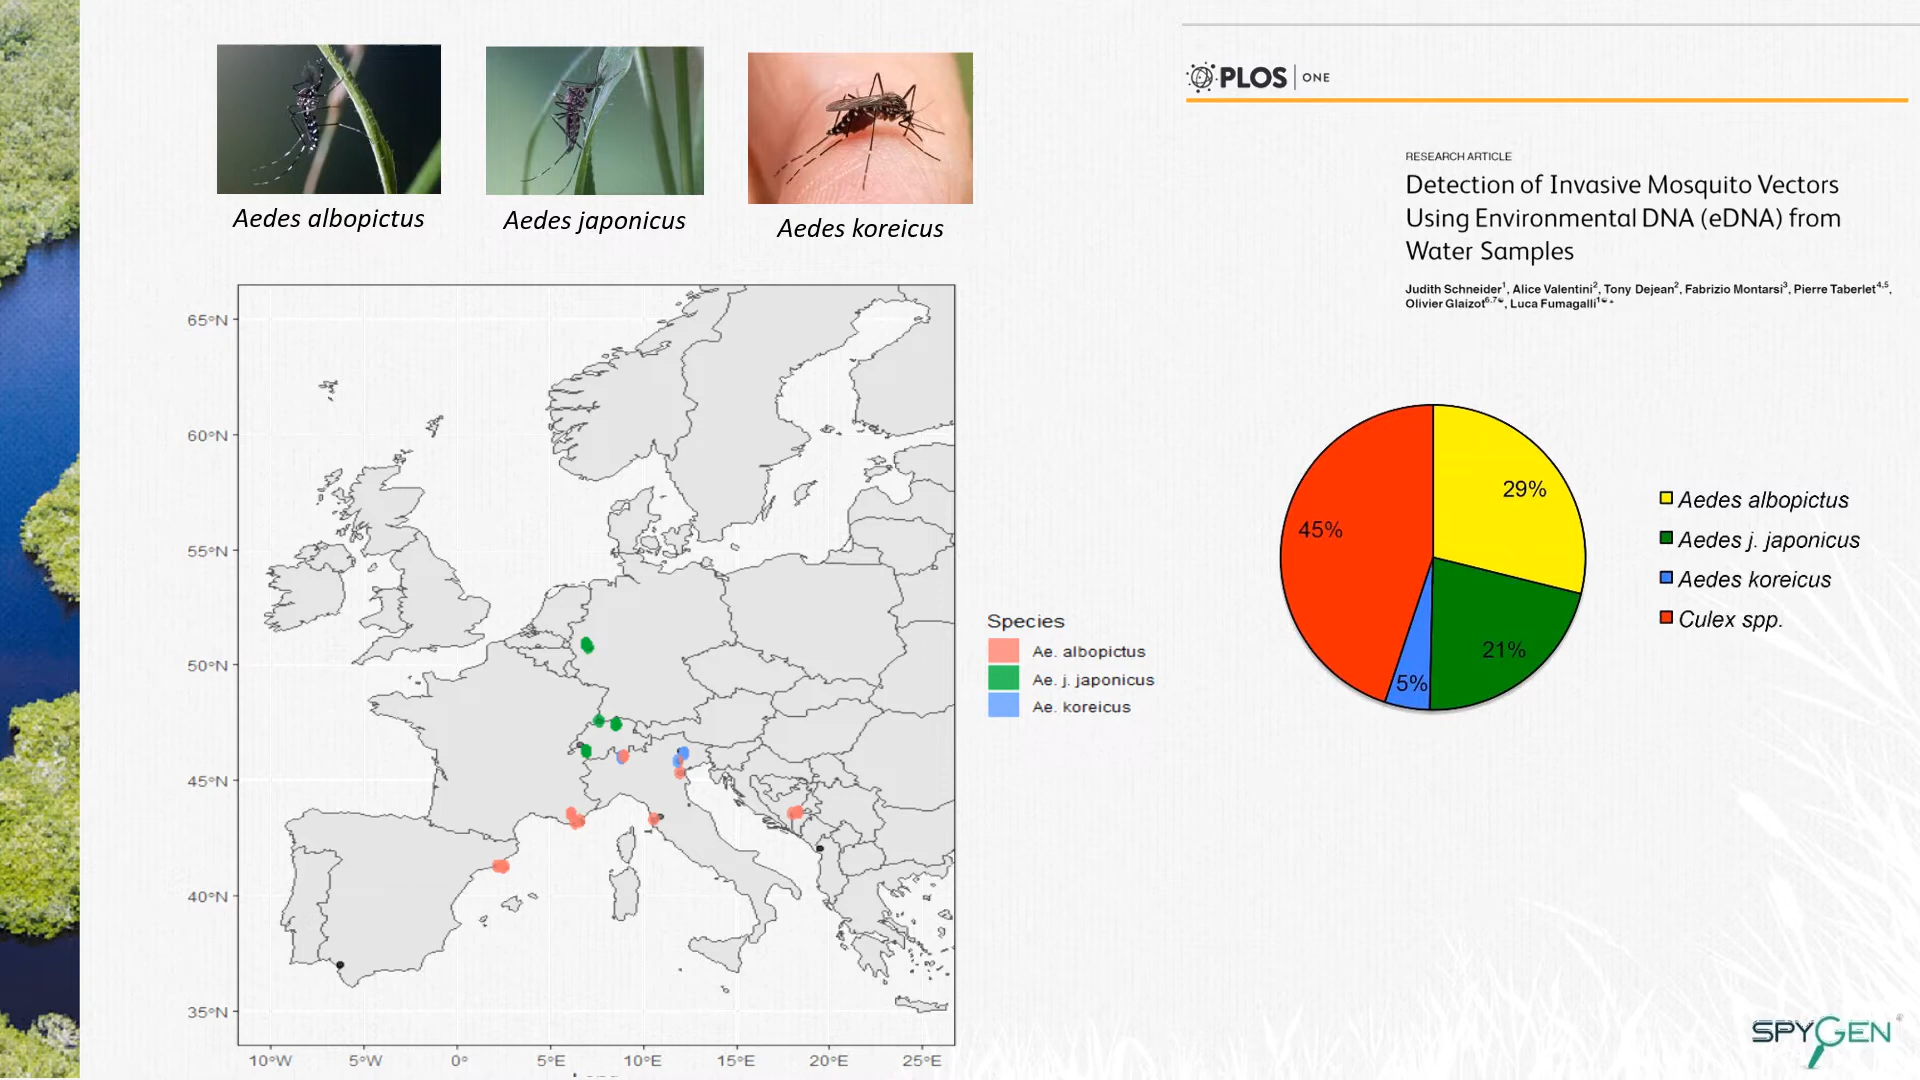 Aedes albopictus
Aedes japonicus
Aedes koreicus
PLOS ONE
RESEARCH ARTICLE
Detection of Invasive Mosquito Vectors
Using Environmental DNA (eDNA) from
Water Samples
Judith Schneider1, Alice Valentini2, Tony Dejean2, Fabrizio Montarsi3, Pierre Taberlet4,5,
Olivier Glaizot6,7, Luca Fumagalli1*
65°N
60°N
55°N
50°N
45°N
40°N
35°N
10°W
5°W
0°
5°E
10°E
15°E
20°E
25°E
Species
Ae. albopictus
Ae. j. japonicus
Ae. koreicus
29%
45%
21%
5%
Aedes albopictus
Aedes j. japonicus
Aedes koreicus
Culex spp.
SPYGEN